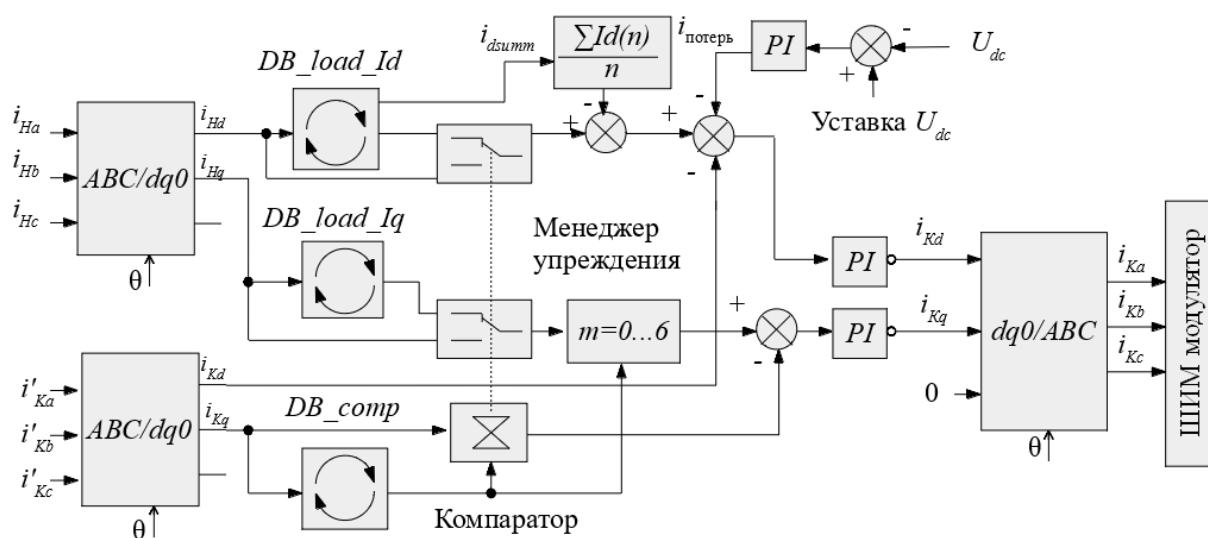 i_dsumm
∑Id(n)
n
i_потерь
PI
-
U_dc
+
Уставка U_dc
DB_load_Id
-
+
+
-
-
i_Ha
i_Hb
i_Hc
ABC/dq0
i_Hd
i_Hq
θ
DB_load_Iq
Менеджер
упреждения
m=0...6
+
-
PI
i_Kd
PI
i_Kq
dq0/ABC
0
θ
i_Ka
i_Kb
i_Kc
ШИМ модулятор
i'_Ka
i'_Kb
i'_Kc
ABC/dq0
i_Kd
i_Kq
θ
DB_comp
Компаратор